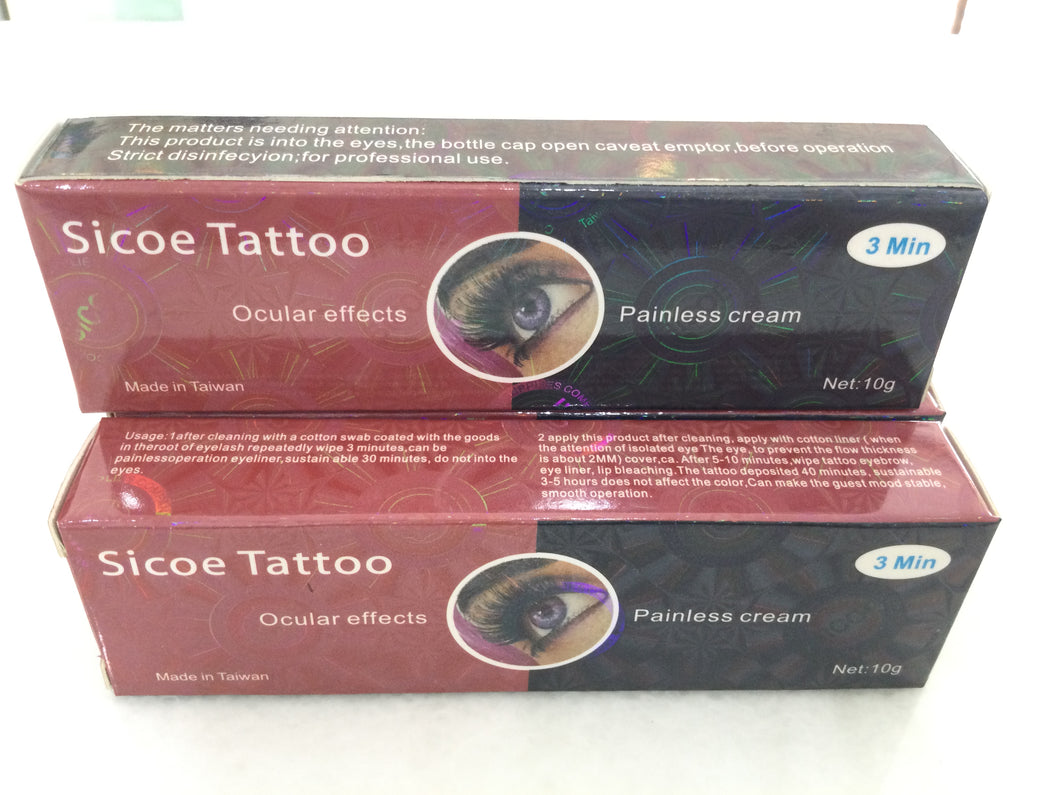 The matters needing attention:
This product is into the eyes,the bottle cap open caveat emptor,before operation
Strict disinfecyion;for professional use.
Sicoe Tattoo
3 Min
Ocular effects
Painless cream
Made in Taiwan
Net:10g
Usage:1after cleaning with a cotton swab coated with the goods
in theroot of eyelash repeatedly wipe 3 minutes,can be
painlessoperation eyeliner,sustain able 30 minutes, do not into the
eyes.
2 apply this product after cleaning, apply with cotton liner ( when
the attention of isolated eye The eye, to prevent the flow thickness
is about 2MM) cover,ca. After 5-10 minutes,wipe tattoo eyebrow,
eye liner, lip bleaching.The tattoo deposited 40 minutes, sustainable
3-5 hours does not affect the color,Can make the guest mood stable,
smooth operation.
Sicoe Tattoo
3 Min
Ocular effects
Painless cream
Made in Taiwan
Net:10g